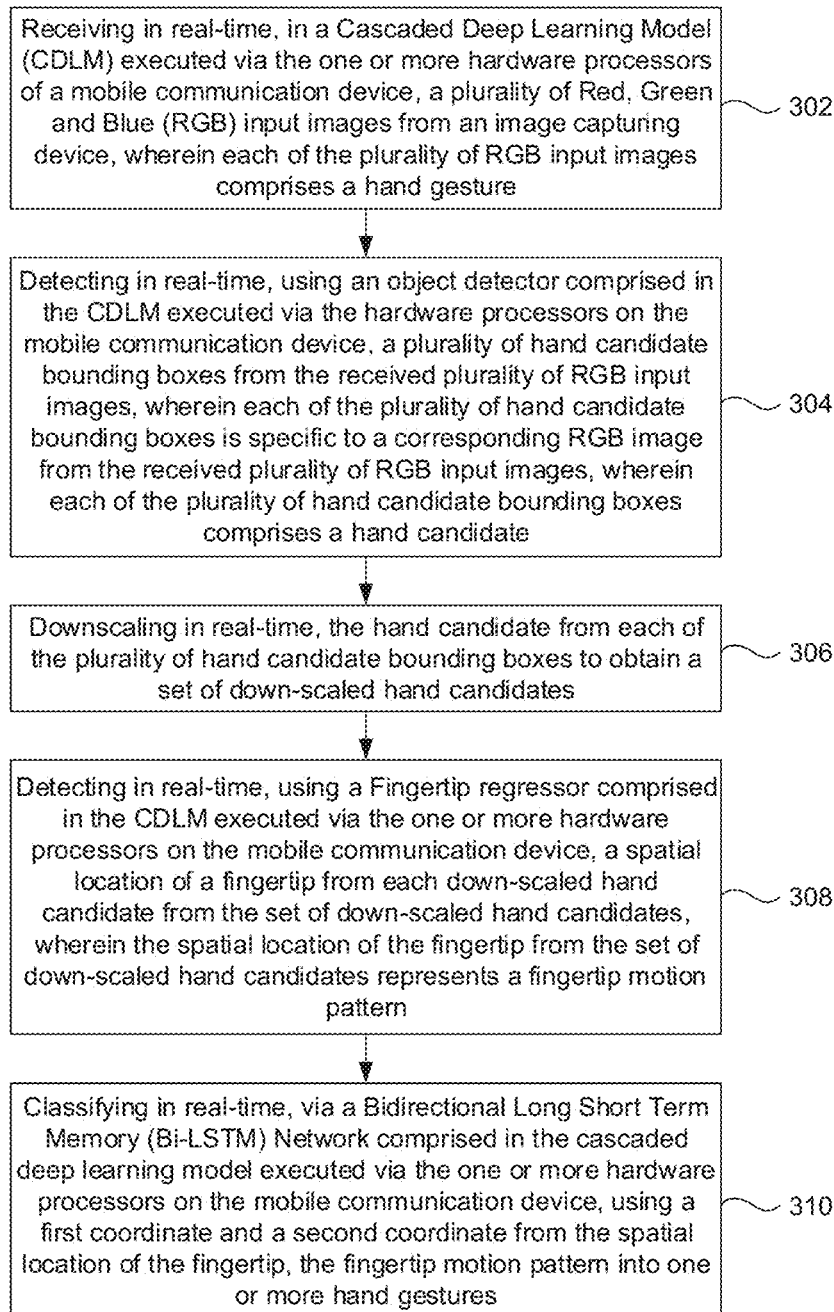 Receiving in real-time, in a Cascaded Deep Learning Model
(CDLM) executed via the one or more hardware processors
of a mobile communication device, a plurality of Red, Green
and Blue (RGB) input images from an image capturing
device, wherein each of the plurality of RGB input images
comprises a hand gesture
302
Detecting in real-time, using an object detector comprised in
the CDLM executed via the hardware processors on the
mobile communication device, a plurality of hand candidate
bounding boxes from the received plurality of RGB input
images, wherein each of the plurality of hand candidate
bounding boxes is specific to a corresponding RGB image
from the received plurality of RGB input images, wherein
each of the plurality of hand candidate bounding boxes
comprises a hand candidate
304
Downscaling in real-time, the hand candidate from each of
the plurality of hand candidate bounding boxes to obtain a
set of down-scaled hand candidates
306
Detecting in real-time, using a Fingertip regressor comprised
in the CDLM executed via the one or more hardware
processors on the mobile communication device, a spatial
location of a fingertip from each down-scaled hand
candidate from the set of down-scaled hand candidates,
wherein the spatial location of the fingertip from the set of
down-scaled hand candidates represents a fingertip motion
pattern
308
Classifying in real-time, via a Bidirectional Long Short Term
Memory (Bi-LSTM) Network comprised in the cascaded
deep learning model executed via the one or more hardware
processors on the mobile communication device, using a
first coordinate and a second coordinate from the spatial
location of the fingertip, the fingertip motion pattern into one
or more hand gestures
310